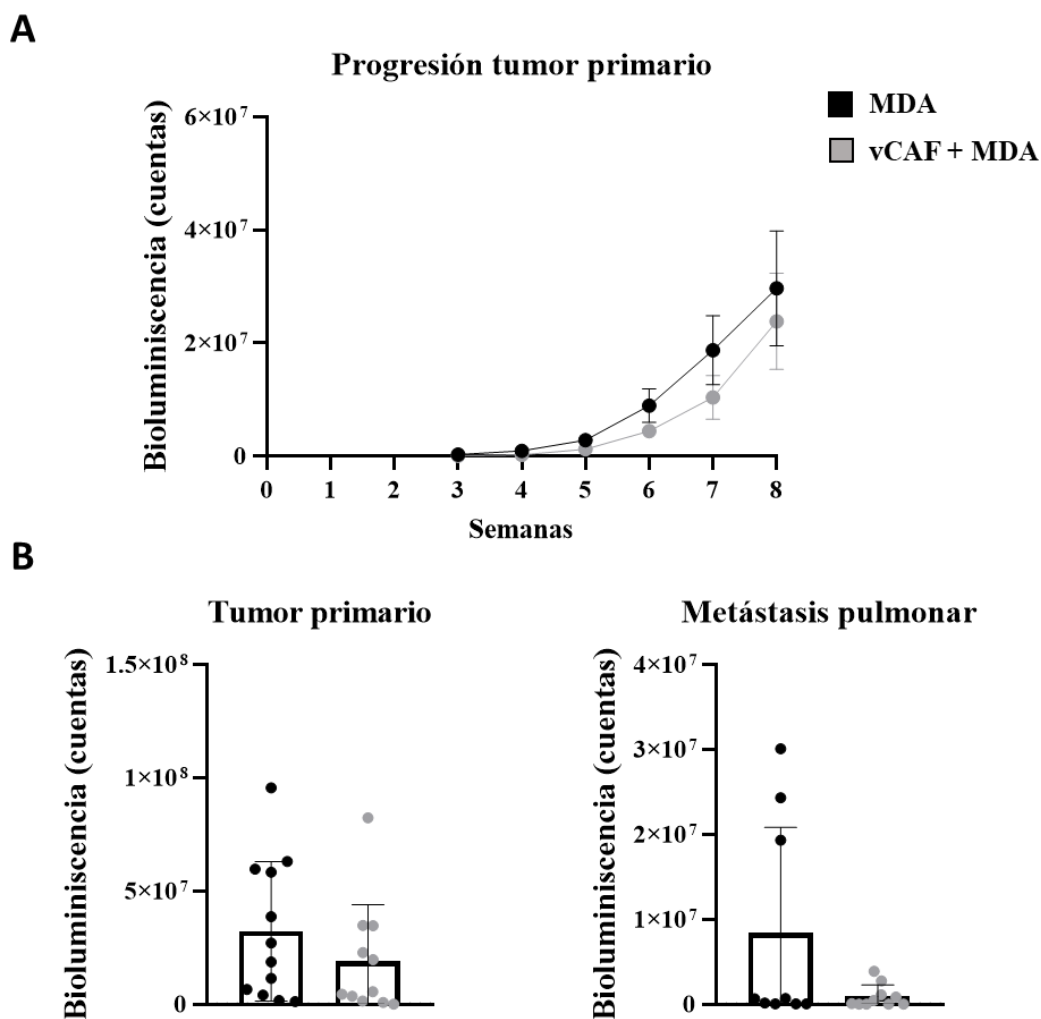 A
Progresión tumor primario
MDA
vCAF + MDA
Bioluminiscencia (cuentas)
6×10⁷
4×10⁷
2×10⁷
0
0 1 2 3 4 5 6 7 8
Semanas
B
Tumor primario
Bioluminiscencia (cuentas)
1.5×10⁸
1×10⁸
5×10⁷
0
Metástasis pulmonar
Bioluminiscencia (cuentas)
4×10⁷
3×10⁷
2×10⁷
1×10⁷
0